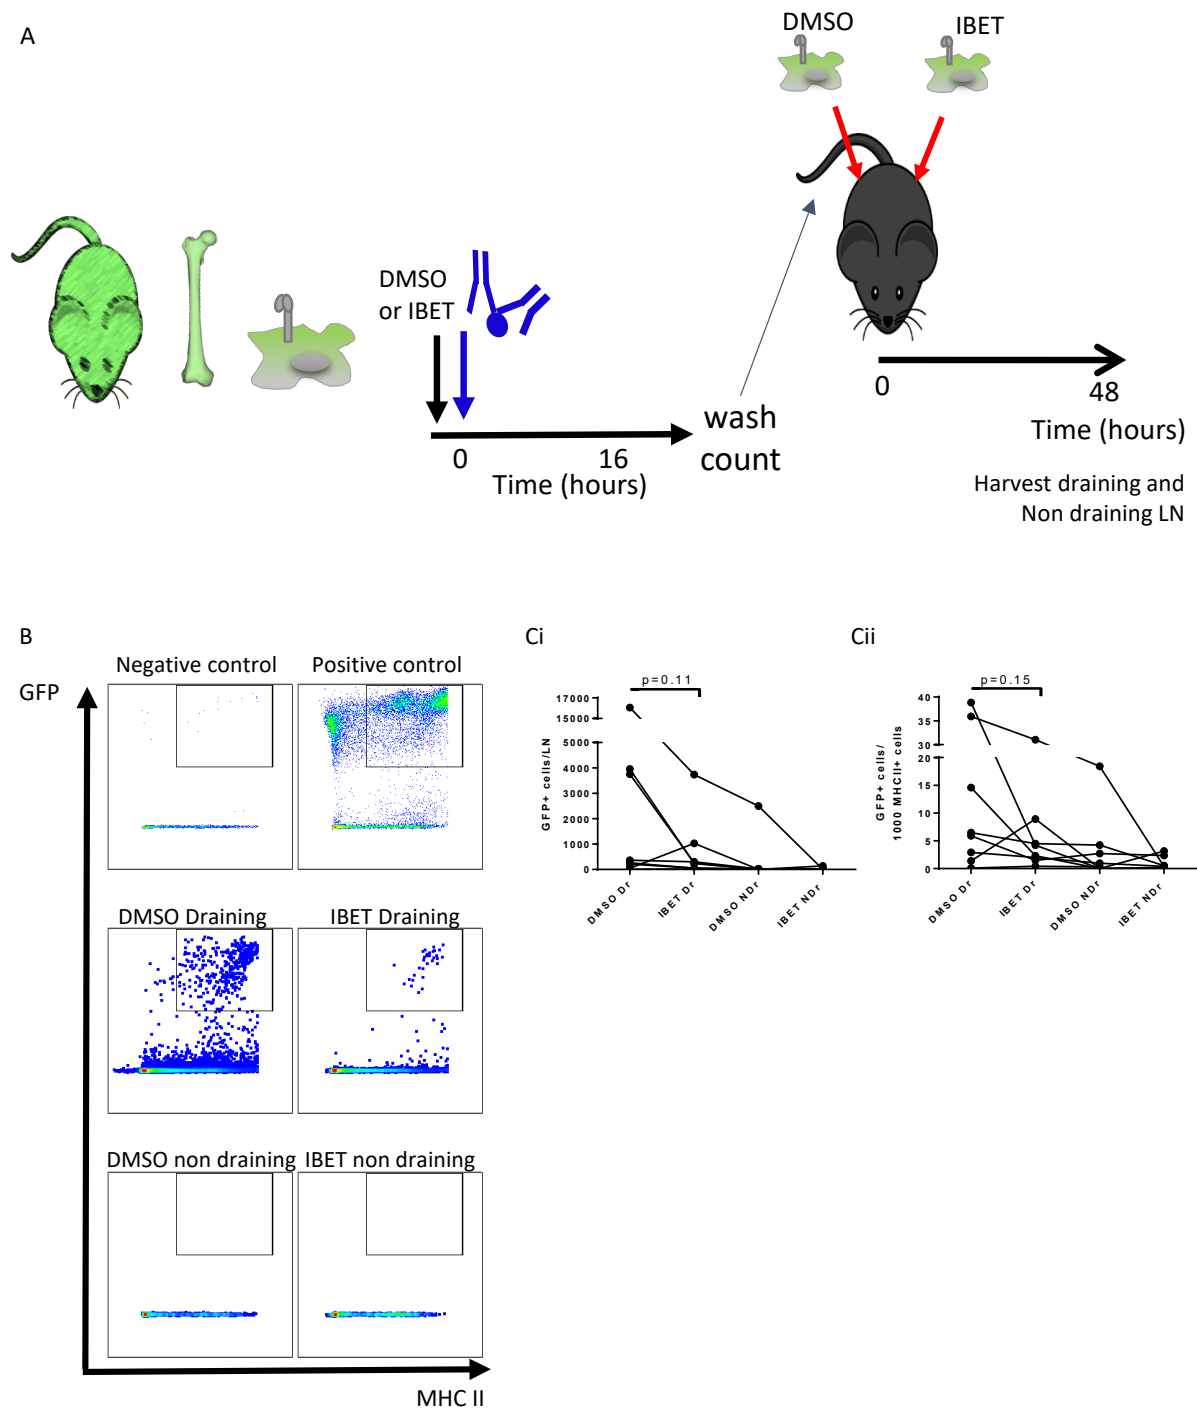 A
DMSO
IBET
DMSO
or IBET
0
16
Time (hours)
wash
count
0
48
Time (hours)
Harvest draining and
Non draining LN
B
GFP
Negative control
Positive control
DMSO Draining
IBET Draining
DMSO non draining
IBET non draining
MHC II
Ci
p=0.11
GFP+ cells/LN
17000
15000
5000
4000
3000
2000
1000
0
DMSO Dr
IBET Dr
DMSO NDr
IBET NDr
Cii
p=0.15
GFP+ cells/
1000 MHCII+ cells
40
35
30
20
15
10
5
0
DMSO Dr
IBET Dr
DMSO NDr
IBET NDr